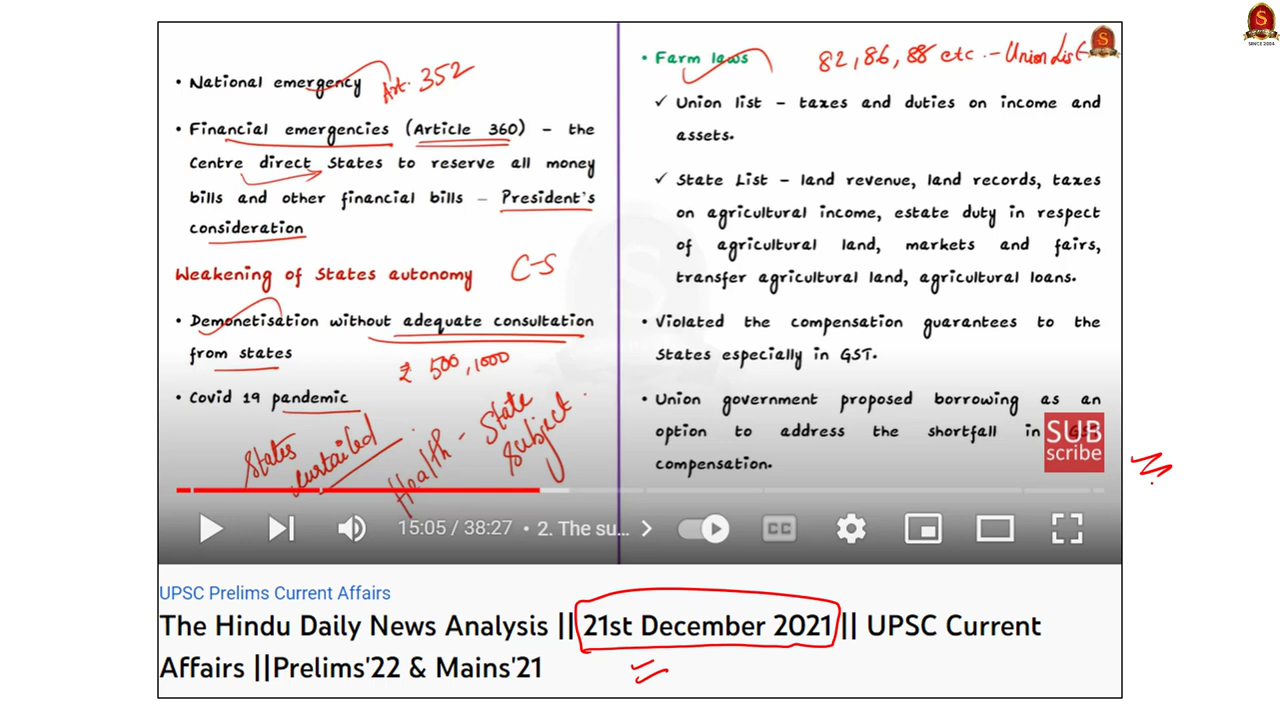 • National emergency Art. 352
• Financial emergencies (Article 360) – the
Centre direct States to reserve all money
bills and other financial bills – President's
consideration
Weakening of States autonomy C-S
• Demonetisation without adequate consultation
from states
₹ 500, 1000
• Covid 19 pandemic
States
curtailed
Health - State
Subject
• Farm laws 82, 86, 88 etc. - Union List
✓ Union list – taxes and duties on income and
assets.
✓ State List – land revenue, land records, taxes
on agricultural income, estate duty in respect
of agricultural land, markets and fairs,
transfer agricultural land, agricultural loans.
• Violated the compensation guarantees to the
States especially in GST.
• Union government proposed borrowing as an
option to address the shortfall in
compensation.
SUB
scribe
15:05 / 38:27 • 2. The su...
CC
UPSC Prelims Current Affairs
The Hindu Daily News Analysis || 21st December 2021 || UPSC Current
Affairs ||Prelims'22 & Mains'21
S
SINCE 2004